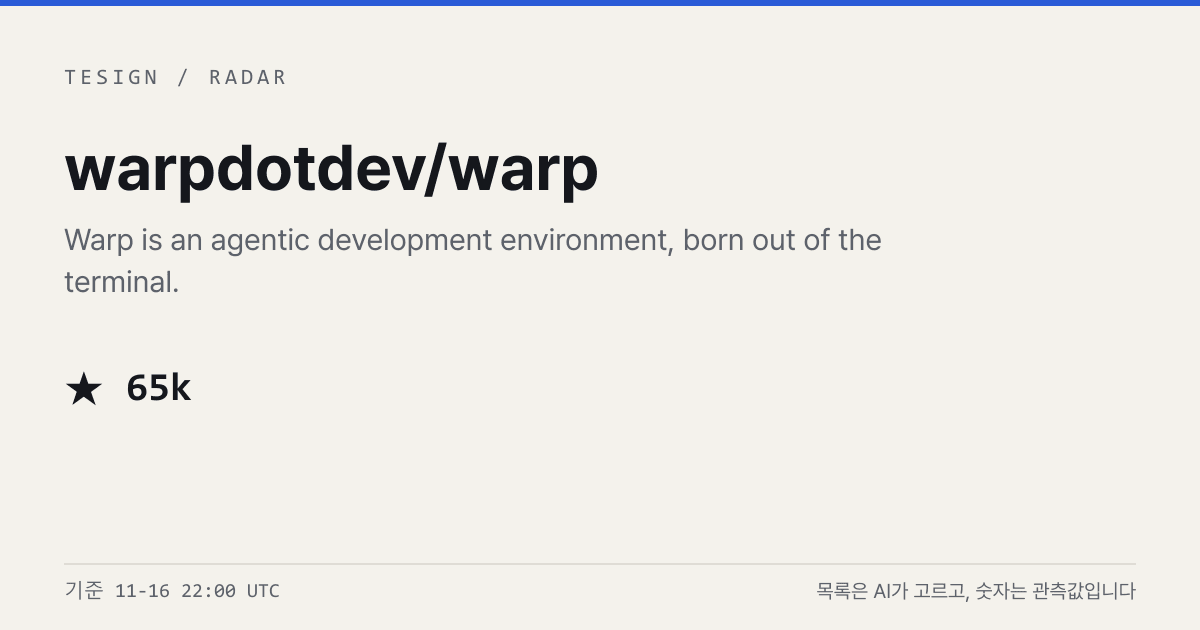 TESIGN / RADAR
warpdotdev/warp
Warp is an agentic development environment, born out of the
terminal.
★ 65k
기준 11-16 22:00 UTC
목록은 AI가 고르고, 숫자는 관측값입니다